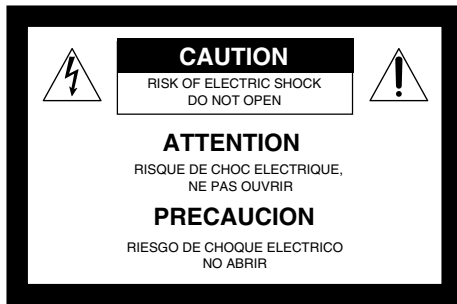 CAUTION
RISK OF ELECTRIC SHOCK
DO NOT OPEN
ATTENTION
RISQUE DE CHOC ELECTRIQUE,
NE PAS OUVRIR
PRECAUCION
RIESGO DE CHOQUE ELECTRICO
NO ABRIR